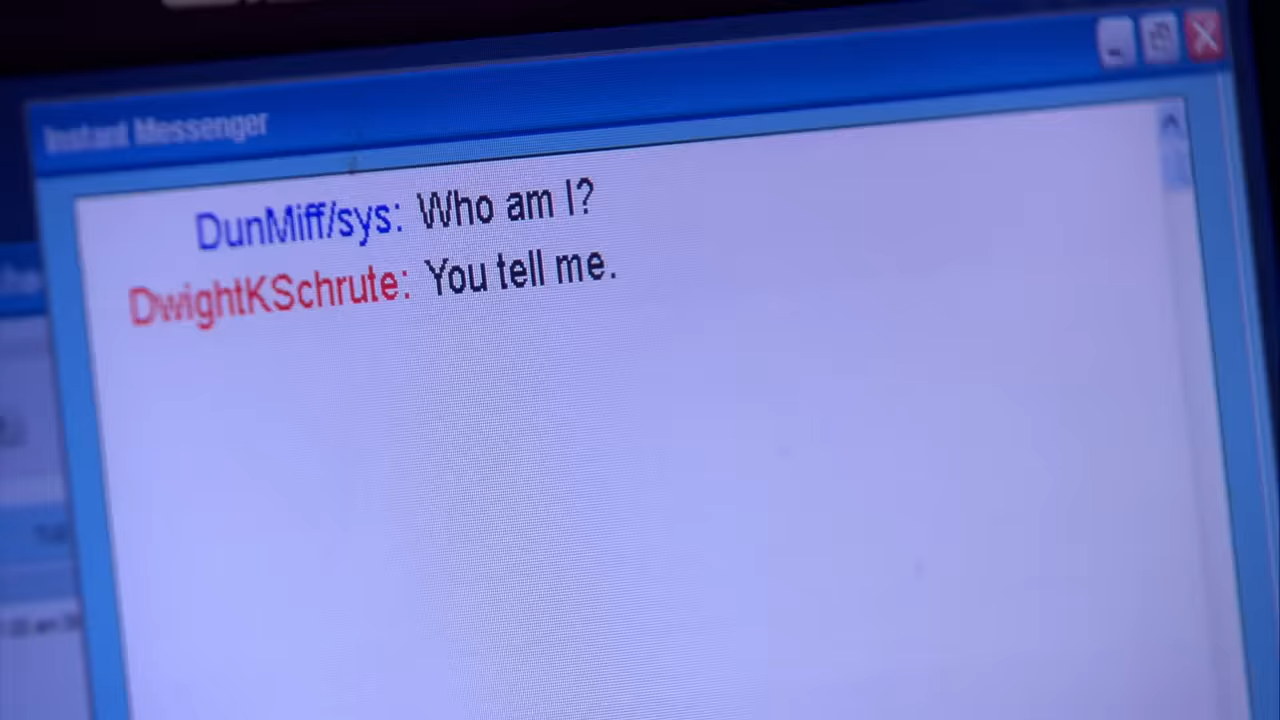 Instant Messenger
DunMiff/sys: Who am I?
DwightKSchrute: You tell me.